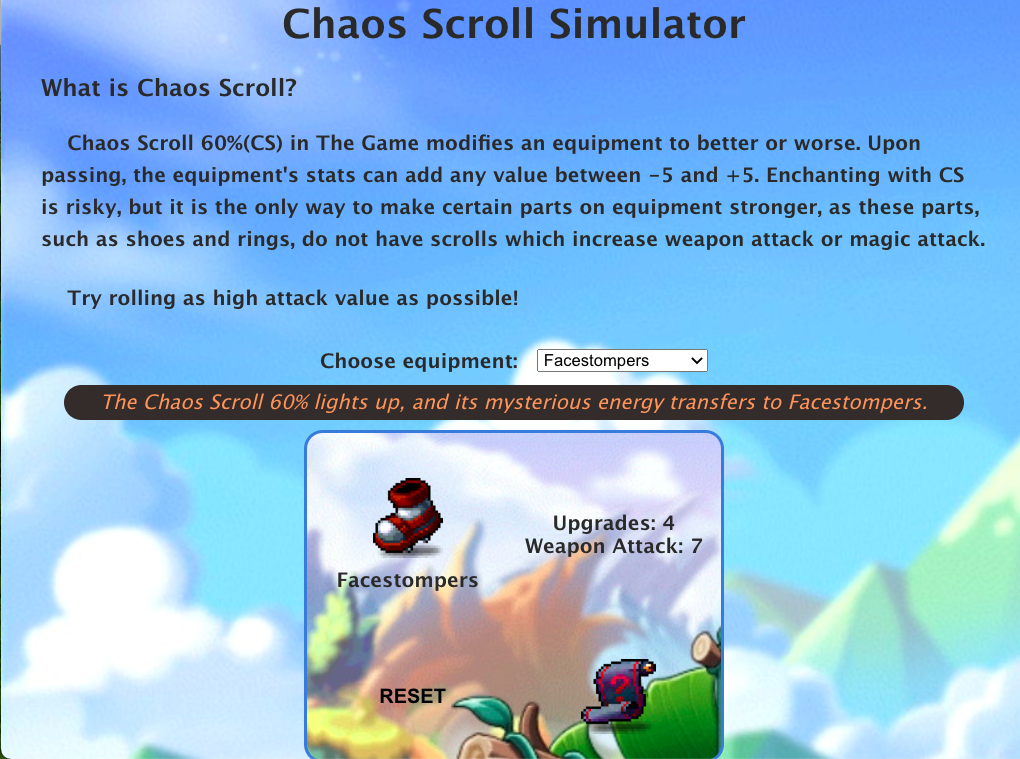 Chaos Scroll Simulator
What is Chaos Scroll?
Chaos Scroll 60%(CS) in The Game modifies an equipment to better or worse. Upon
passing, the equipment's stats can add any value between -5 and +5. Enchanting with CS
is risky, but it is the only way to make certain parts on equipment stronger, as these parts,
such as shoes and rings, do not have scrolls which increase weapon attack or magic attack.
Try rolling as high attack value as possible!
Choose equipment: Facestompers
The Chaos Scroll 60% lights up, and its mysterious energy transfers to Facestompers.
Upgrades: 4
Weapon Attack: 7
Facestompers
RESET
?